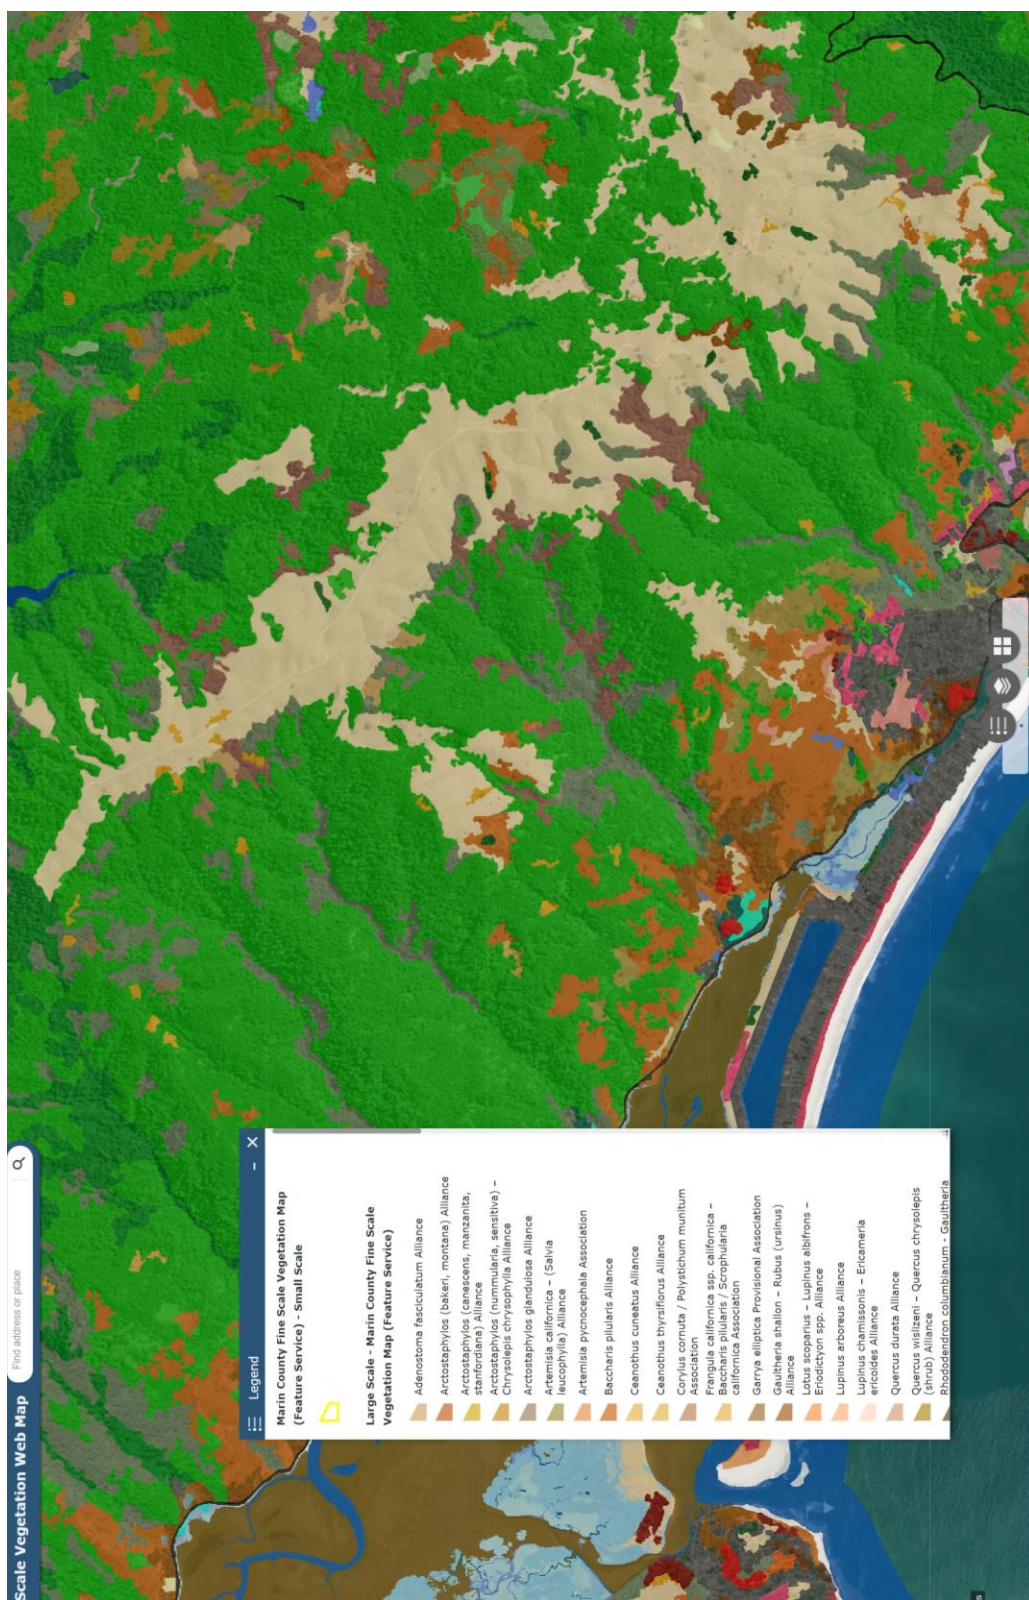 Scale Vegetation Web Map
Find address or place
Legend
Marin County Fine Scale Vegetation Map
(Feature Service) - Small Scale
Large Scale - Marin County Fine Scale
Vegetation Map (Feature Service)
Adenostoma fasciculatum Alliance
Arctostaphylos (bakeri, montana) Alliance
Arctostaphylos (canescens, manzanita,
stanfordiana) Alliance
Arctostaphylos (nummularia, sensitiva) –
Chrysolepis chrysophylla Alliance
Arctostaphylos glandulosa Alliance
Artemisia californica – (Salvia
leucophylla) Alliance
Artemisia pycnocephala Association
Baccharis pilularis Alliance
Ceanothus cuneatus Alliance
Ceanothus thyrsiflorus Alliance
Corylus cornuta / Polystichum munitum
Association
Frangula californica ssp. californica –
Baccharis pilularis / Scrophularia
californica Association
Garrya elliptica Provisional Association
Gaultheria shallon – Rubus (ursinus)
Alliance
Lotus scoparius – Lupinus albifrons –
Eriodictyon spp. Alliance
Lupinus arboreus Alliance
Lupinus chamissonis – Ericameria
ericoides Alliance
Quercus durata Alliance
Quercus wislizeni – Quercus chrysolepis
(shrub) Alliance
Rhododendron columbianum - Gaultheria